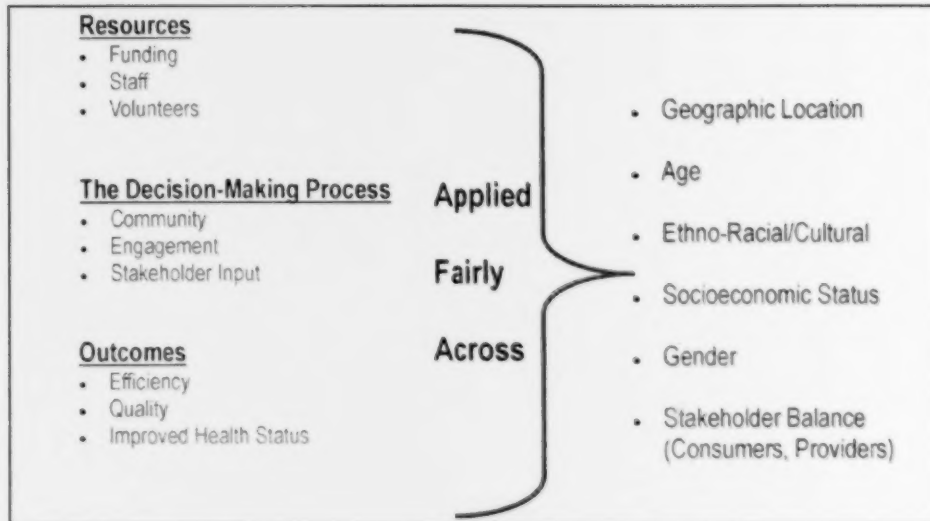 Resources
• Funding
• Staff
• Volunteers
The Decision-Making Process
• Community
• Engagement
• Stakeholder Input
Outcomes
• Efficiency
• Quality
• Improved Health Status
Applied
Fairly
Across
• Geographic Location
• Age
• Ethno-Racial/Cultural
• Socioeconomic Status
• Gender
• Stakeholder Balance
(Consumers, Providers)